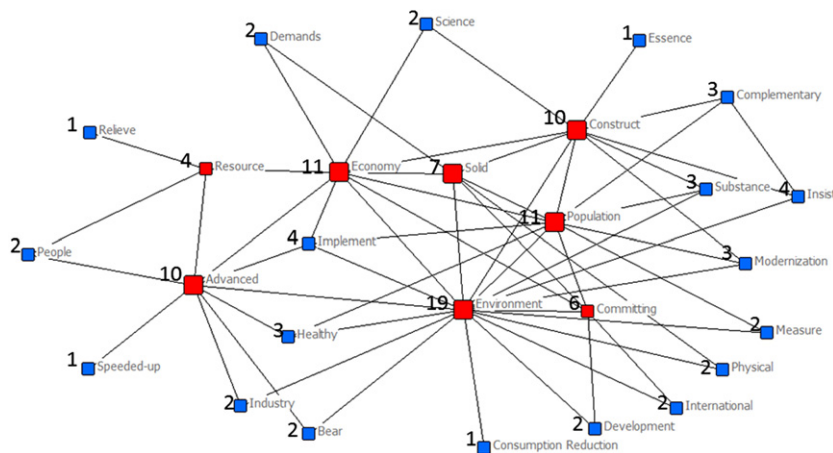 2 Demands
2 Science
1 Essence
3 Complementary
1 Relieve
10 Construct
4 Resource
11 Economy
7 Solid
3 Substance
4 Insist
11 Population
2 People
4 Implement
3 Modernization
10 Advanced
19 Environment
6 Committing
3 Healthy
2 Measure
1 Speeded-up
2 Physical
2 Industry
2 International
2 Bear
2 Development
1 Consumption Reduction